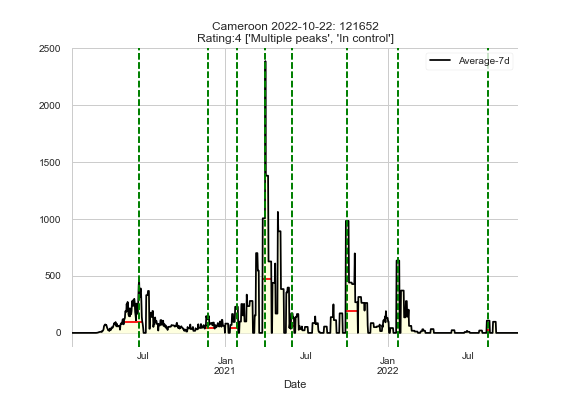 Cameroon 2022-10-22: 121652
Rating:4 ['Multiple peaks', 'In control']
Average-7d
2500
2000
1500
1000
500
0
Jul
Jan
2021
Jul
Jan
2022
Jul
Date